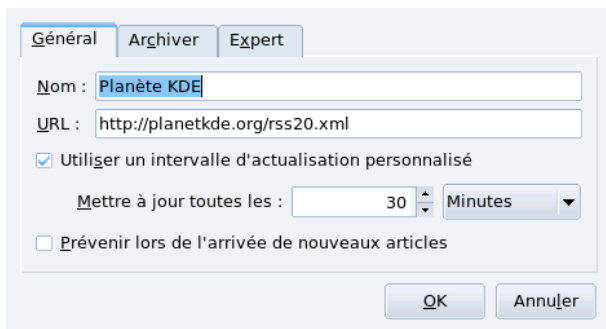 Général Archiver Expert
Nom : Planète KDE
URL : http://planetkde.org/rss20.xml
Utiliser un intervalle d'actualisation personnalisé
Mettre à jour toutes les : 30 Minutes
Prévenir lors de l'arrivée de nouveaux articles
OK Annuler